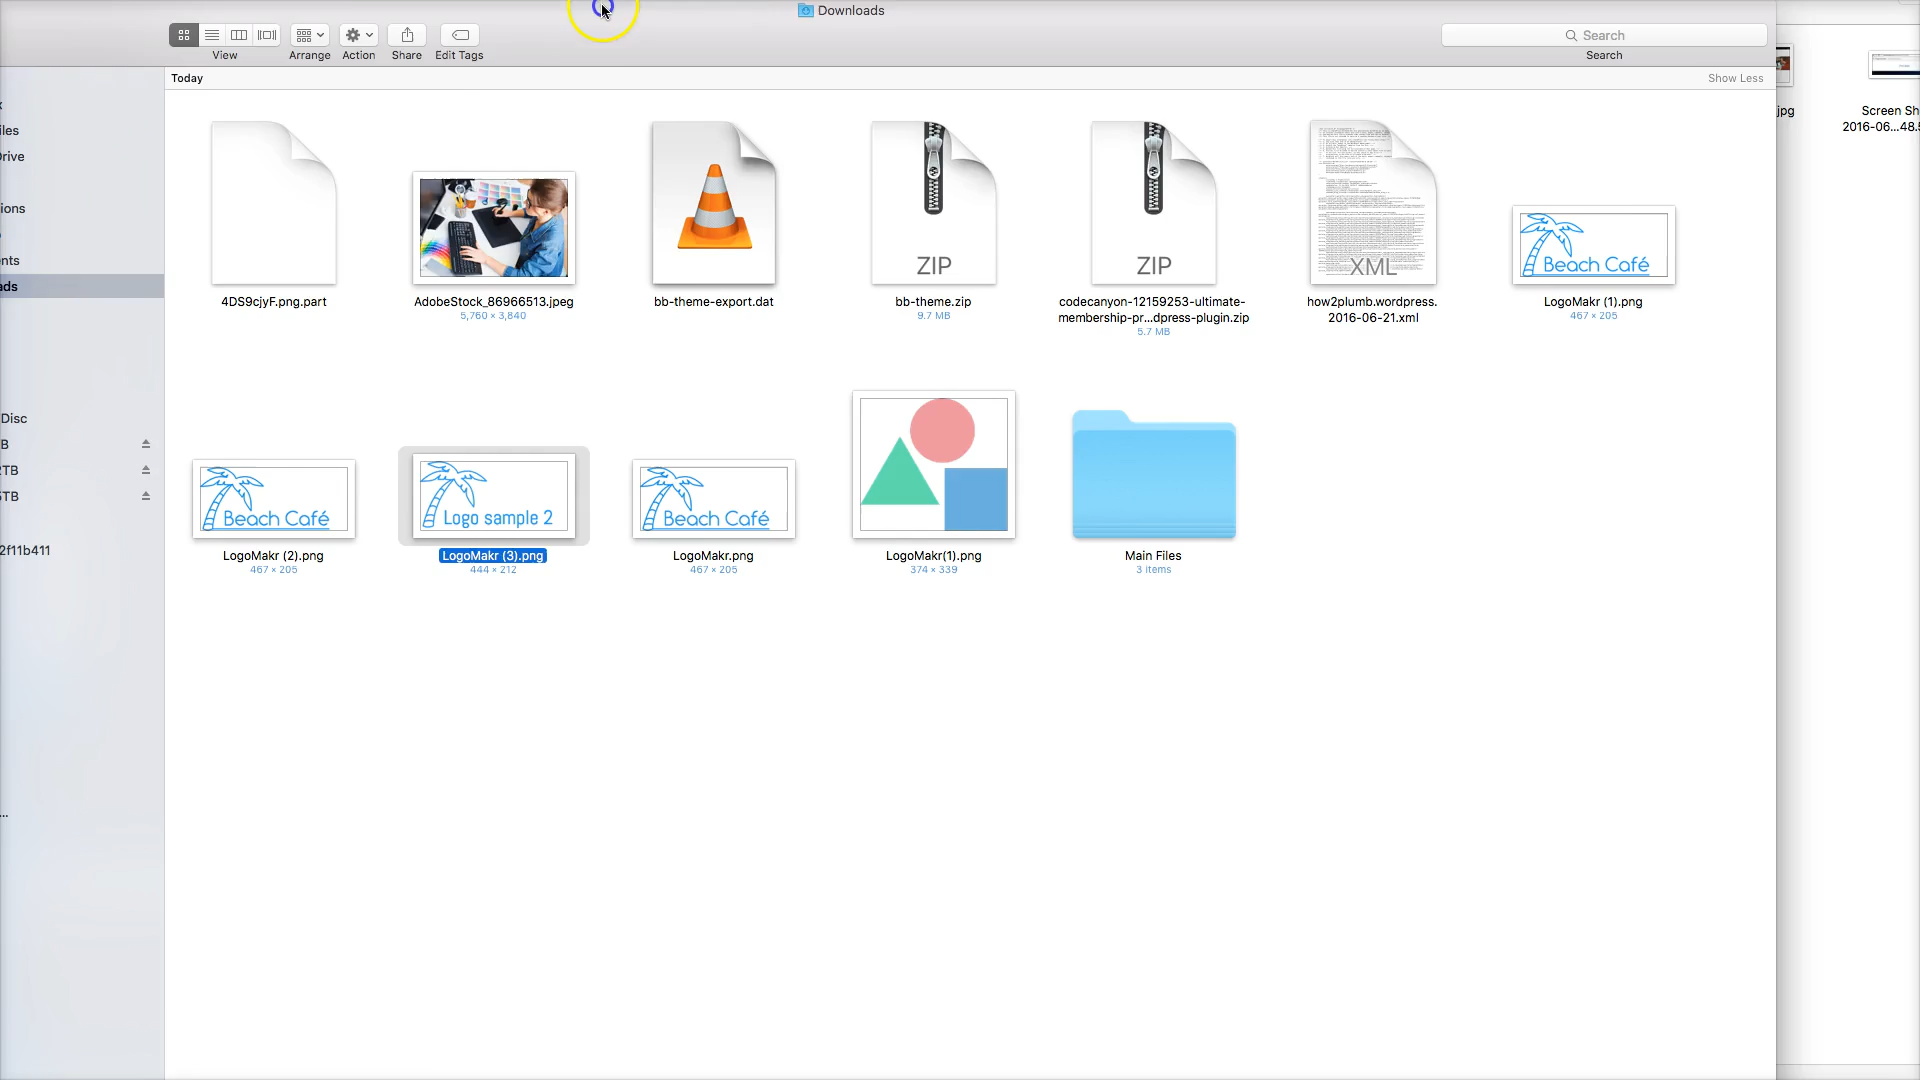 Downloads
Search
View
Arrange
Action
Share
Edit Tags
Search
Today
Show Less
jpg
Screen Sh
2016-06...48.5
x
iles
rive
ions
ents
ads
Disc
B
TB
TB
2f11b411
...
ZIP
ZIP
XML
Beach Café
4DS9cjyF.png.part
AdobeStock_86966513.jpeg
5,760 × 3,840
bb-theme-export.dat
bb-theme.zip
9.7 MB
codecanyon-12159253-ultimate-
membership-pr...dpress-plugin.zip
5.7 MB
how2plumb.wordpress.
2016-06-21.xml
LogoMakr (1).png
467 × 205
Beach Café
Logo sample 2
Beach Café
LogoMakr (2).png
467 × 205
LogoMakr (3).png
444 × 212
LogoMakr.png
467 × 205
LogoMakr(1).png
374 × 339
Main Files
3 items